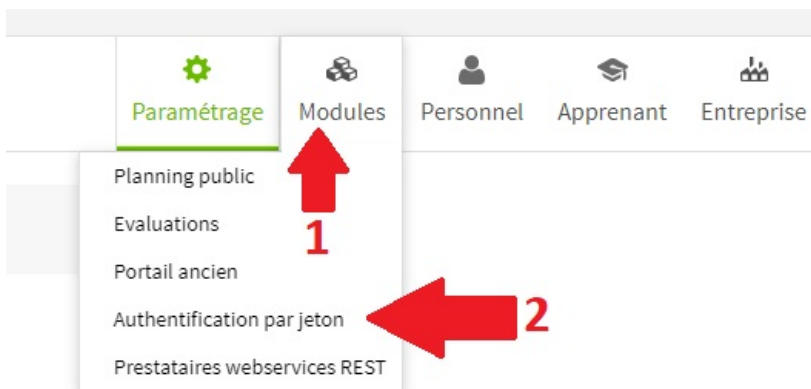 Paramétrage Modules Personnel Apprenant Entreprise
Planning public
Evaluations
1
Portail ancien
Authentification par jeton
2
Prestataires webservices REST